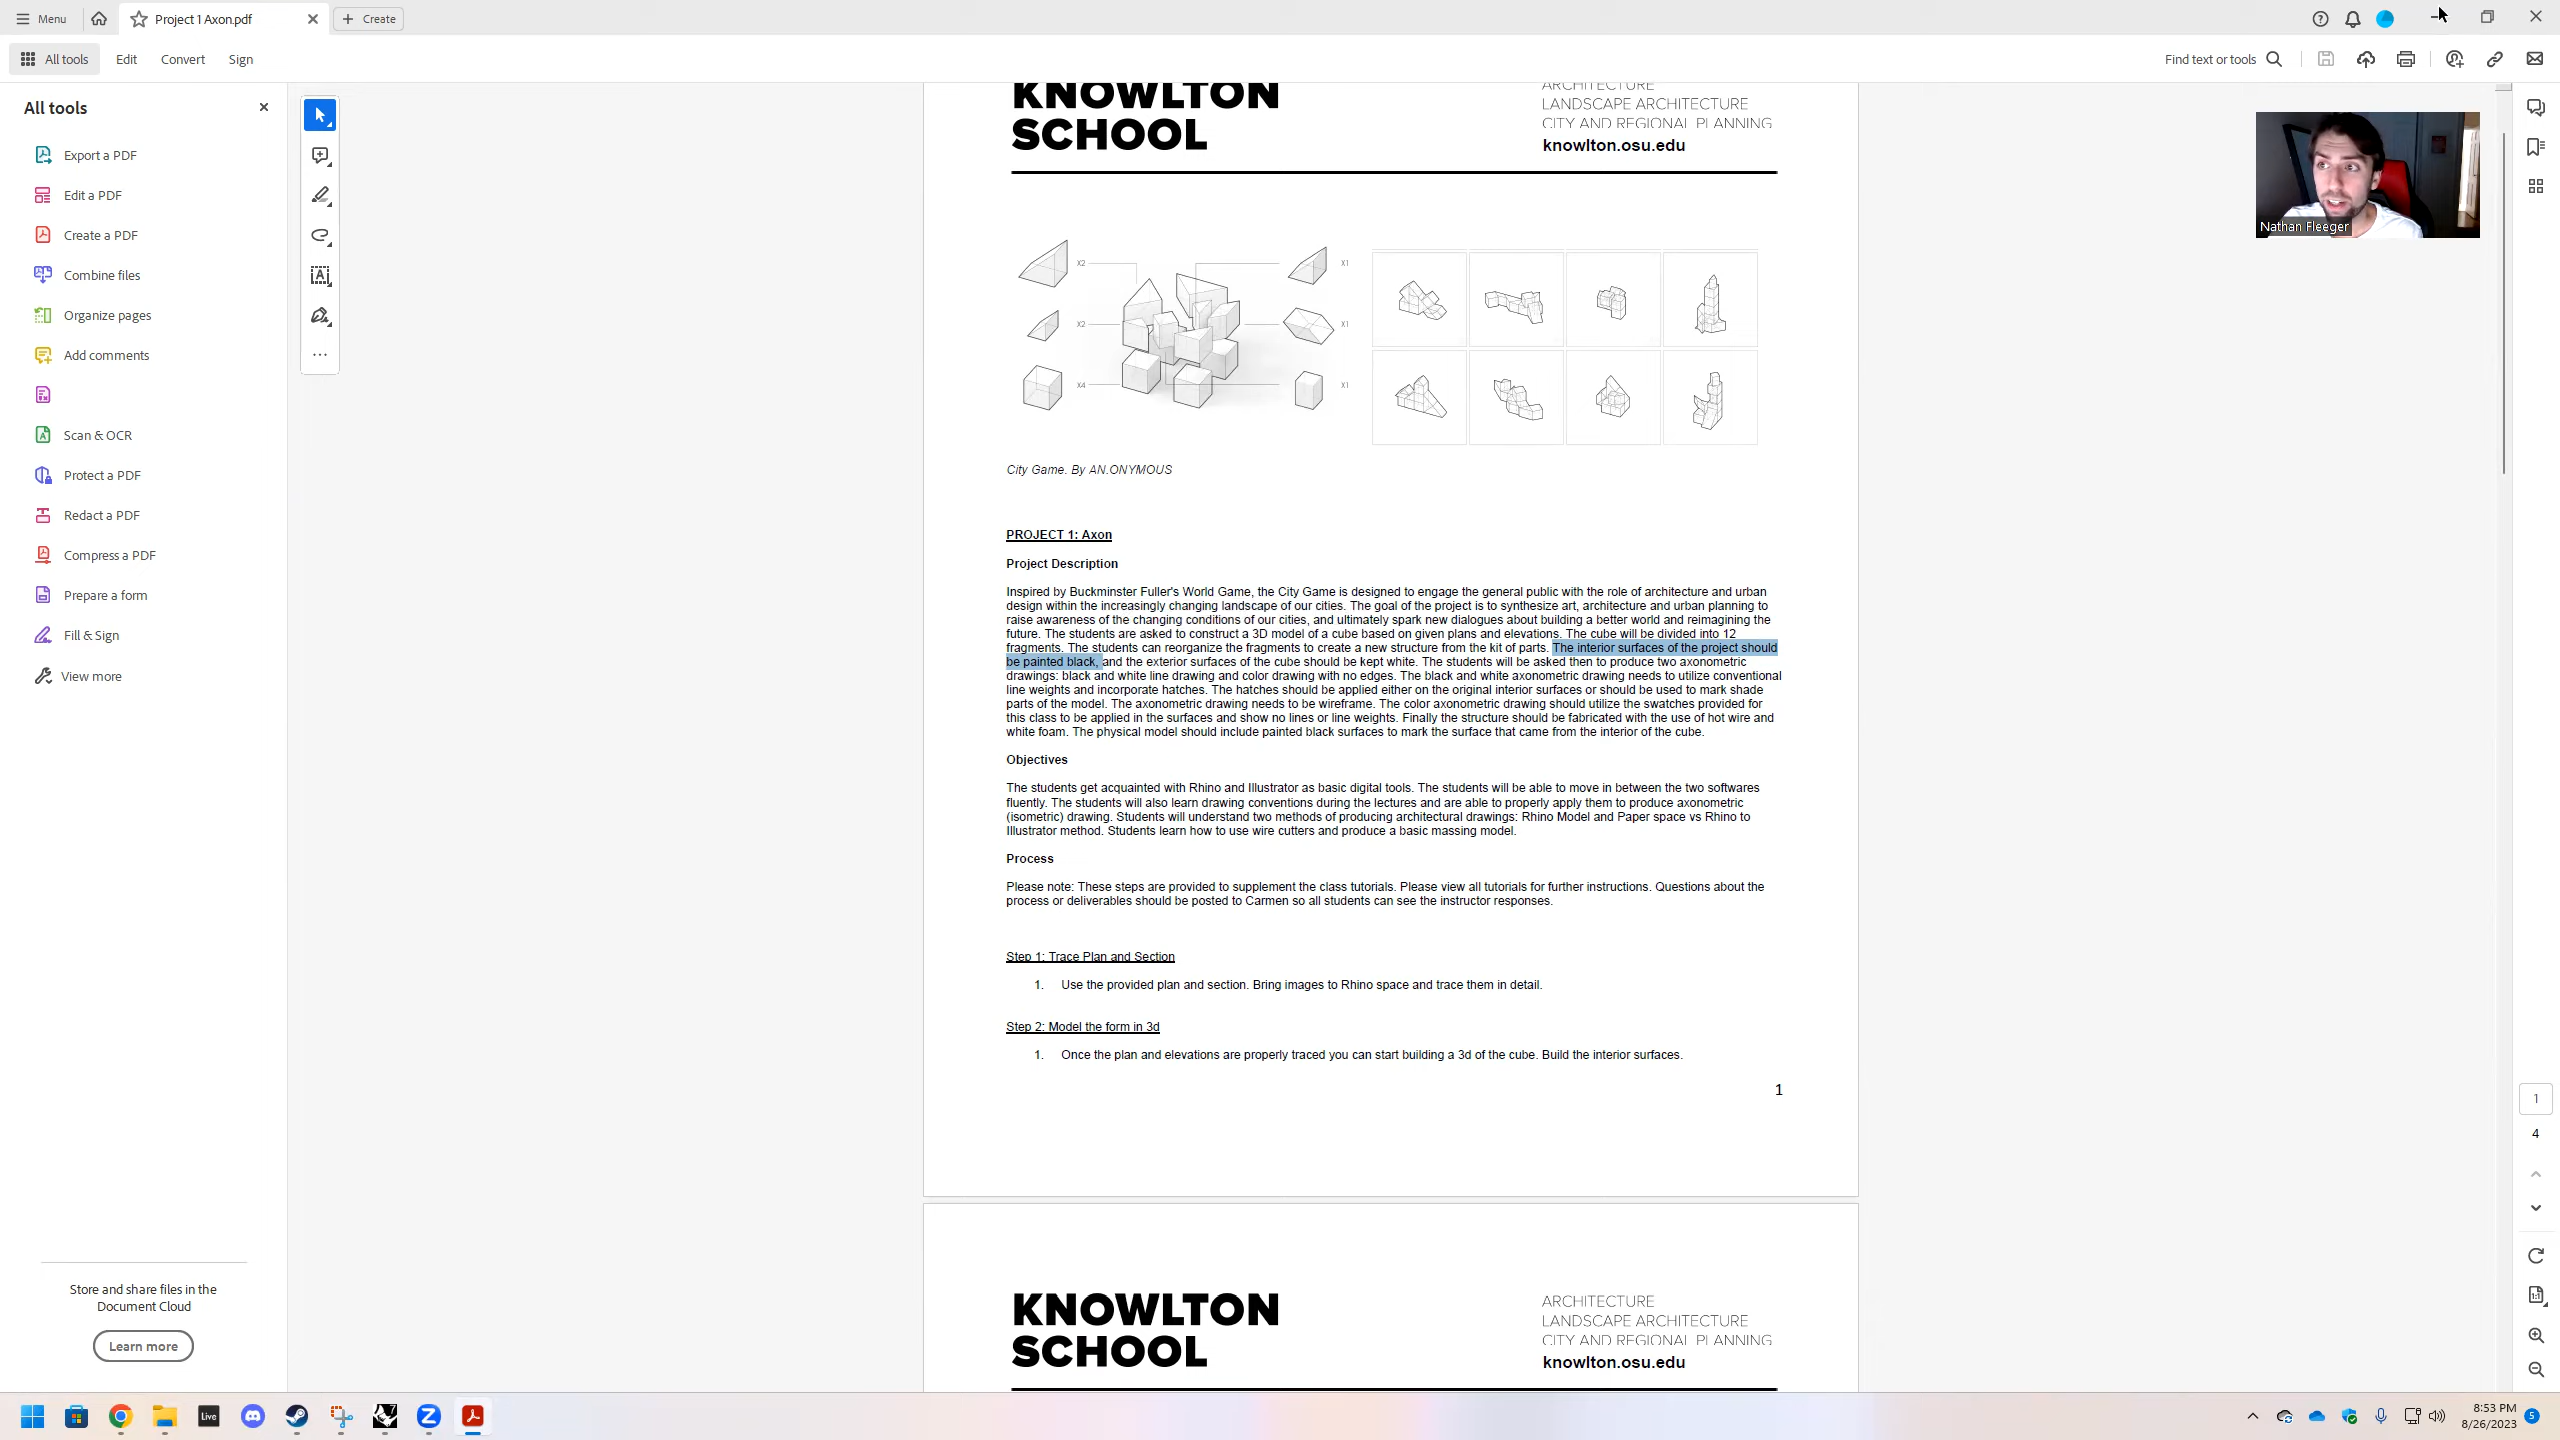 Menu
Project 1 Axon.pdf
Create
All tools
Edit
Convert
Sign
Find text or tools
All tools
Export a PDF
Edit a PDF
Create a PDF
Combine files
Organize pages
Add comments
Scan & OCR
Protect a PDF
Redact a PDF
Compress a PDF
Prepare a form
Fill & Sign
View more
Store and share files in the
Document Cloud
Learn more
KNOWLTON
SCHOOL
ARCHITECTURE
LANDSCAPE ARCHITECTURE
CITY AND REGIONAL PLANNING
knowlton.osu.edu
Nathan Fleeger
X2
X1
X2
X1
X4
X1
City Game. By AN.ONYMOUS
PROJECT 1: Axon
Project Description
Inspired by Buckminster Fuller's World Game, the City Game is designed to engage the general public with the role of architecture and urban
design within the increasingly changing landscape of our cities. The goal of the project is to synthesize art, architecture and urban planning to
raise awareness of the changing conditions of our cities, and ultimately spark new dialogues about building a better world and reimagining the
future. The students are asked to construct a 3D model of a cube based on given plans and elevations. The cube will be divided into 12
fragments. The students can reorganize the fragments to create a new structure from the kit of parts. The interior surfaces of the project should
be painted black, and the exterior surfaces of the cube should be kept white. The students will be asked then to produce two axonometric
drawings: black and white line drawing and color drawing with no edges. The black and white axonometric drawing needs to utilize conventional
line weights and incorporate hatches. The hatches should be applied either on the original interior surfaces or should be used to mark shade
parts of the model. The axonometric drawing needs to be wireframe. The color axonometric drawing should utilize the swatches provided for
this class to be applied in the surfaces and show no lines or line weights. Finally the structure should be fabricated with the use of hot wire and
white foam. The physical model should include painted black surfaces to mark the surface that came from the interior of the cube.
Objectives
The students get acquainted with Rhino and Illustrator as basic digital tools. The students will be able to move in between the two softwares
fluently. The students will also learn drawing conventions during the lectures and are able to properly apply them to produce axonometric
(isometric) drawing. Students will understand two methods of producing architectural drawings: Rhino Model and Paper space vs Rhino to
Illustrator method. Students learn how to use wire cutters and produce a basic massing model.
Process
Please note: These steps are provided to supplement the class tutorials. Please view all tutorials for further instructions. Questions about the
process or deliverables should be posted to Carmen so all students can see the instructor responses.
Step 1: Trace Plan and Section
1. Use the provided plan and section. Bring images to Rhino space and trace them in detail.
Step 2: Model the form in 3d
1. Once the plan and elevations are properly traced you can start building a 3d of the cube. Build the interior surfaces.
1
KNOWLTON
SCHOOL
ARCHITECTURE
LANDSCAPE ARCHITECTURE
CITY AND REGIONAL PLANNING
knowlton.osu.edu
1
4
Live
8:53 PM
8/26/2023
5